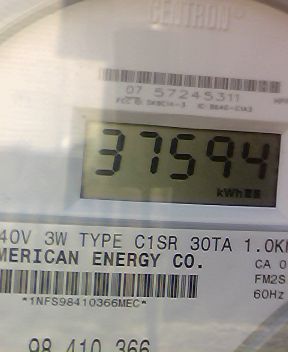 CENTRON®
07 57245311
37594
kWh
40V 3W TYPE C1SR 30TA 1.0K
MERICAN ENERGY CO.
CA 0
FM2S
60Hz
*1NFS98410366MEC*
98 410 366